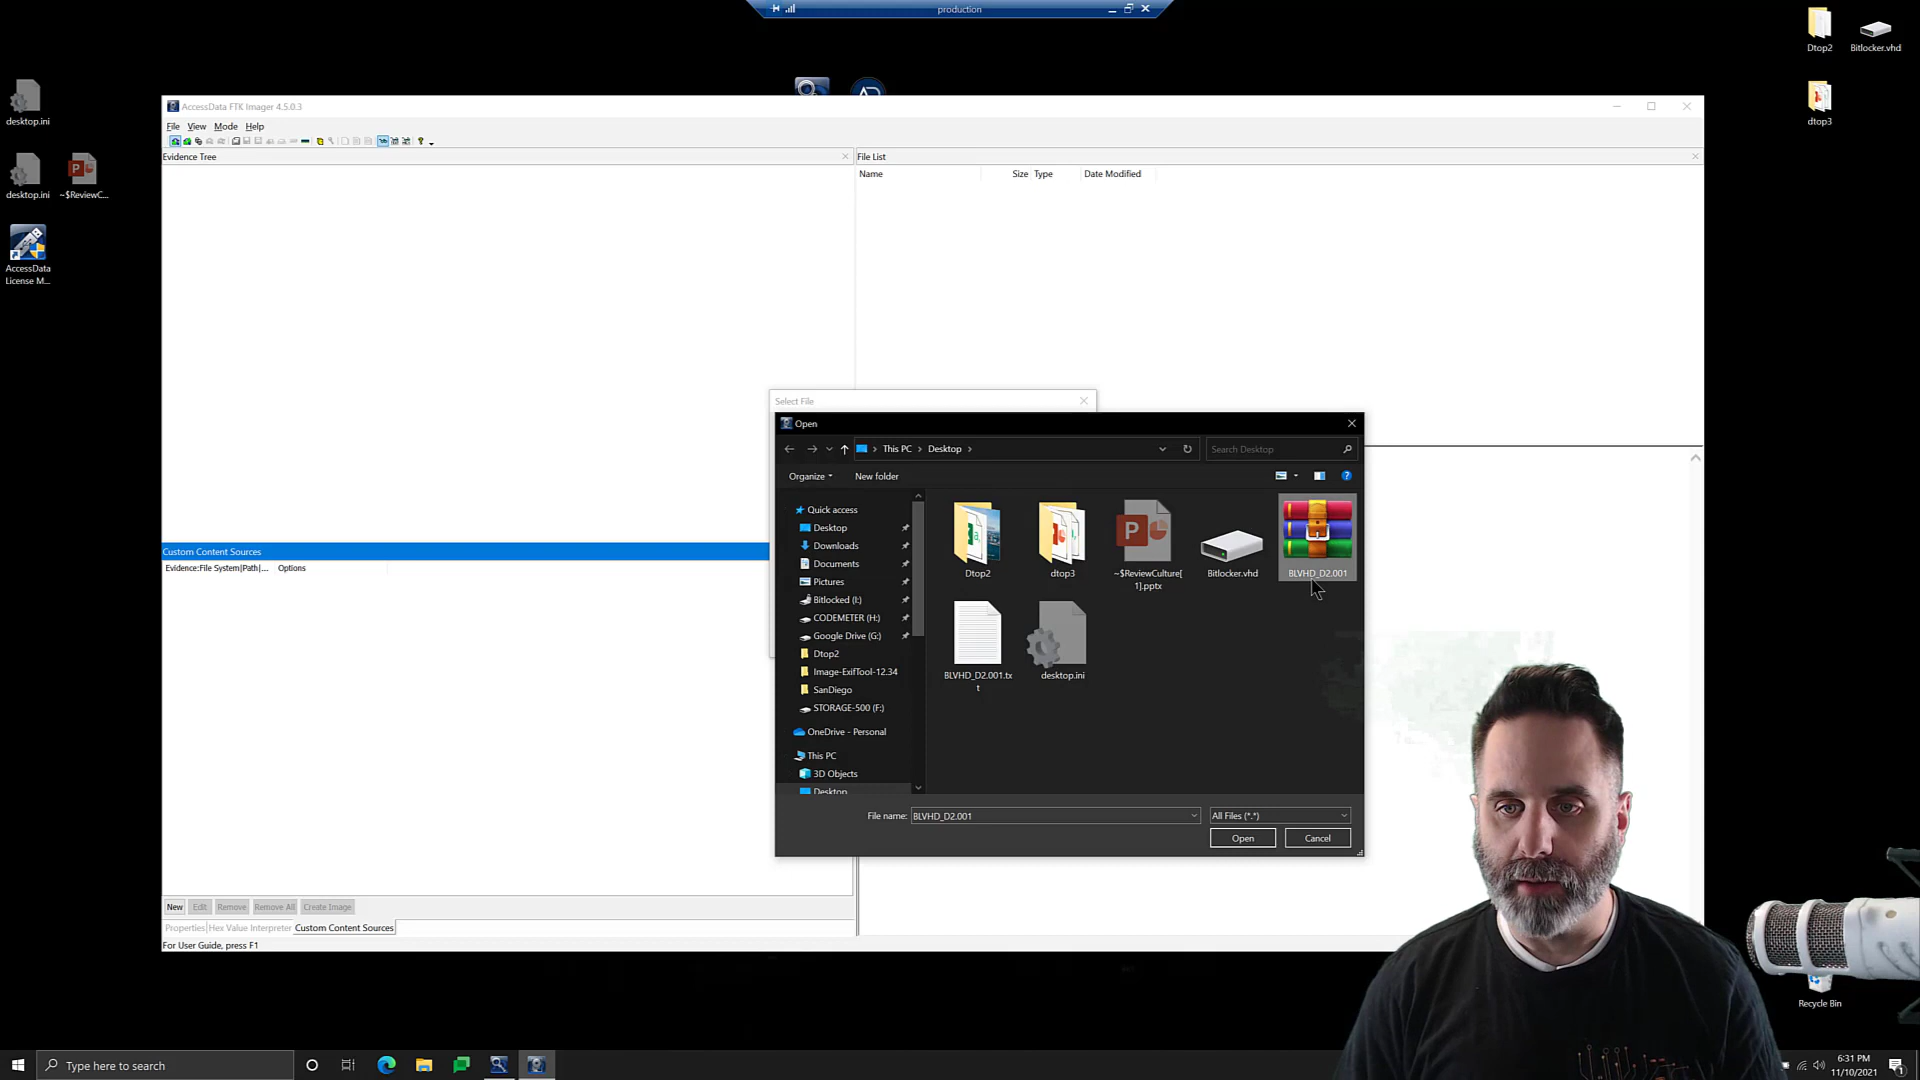 production
Dtop2
Bitlocker.vhd
desktop.ini
dtop3
desktop.ini
~$ReviewC...
AccessData
License M...
AccessData FTK Imager 4.5.0.3
File View Mode Help
Evidence Tree
File List
Name Size Type Date Modified
Custom Content Sources
Evidence:File System|Path|... Options
Select File
Open
This PC > Desktop >
Search Desktop
Organize
New folder
Quick access
Desktop
Downloads
Documents
Pictures
Bitlocked (I:)
CODEMETER (H:)
Google Drive (G:)
Dtop2
Image-ExifTool-12.34
SanDiego
STORAGE-500 (F:)
OneDrive - Personal
This PC
3D Objects
Desktop
Dtop2
dtop3
~$ReviewCulture[
1].pptx
Bitlocker.vhd
BLVHD_D2.001
BLVHD_D2.001.tx
t
desktop.ini
File name: BLVHD_D2.001
All Files (*.*)
Open
Cancel
New Edit Remove Remove All Create Image
Properties Hex Value Interpreter Custom Content Sources
For User Guide, press F1
Recycle Bin
Type here to search
6:31 PM
11/10/2021